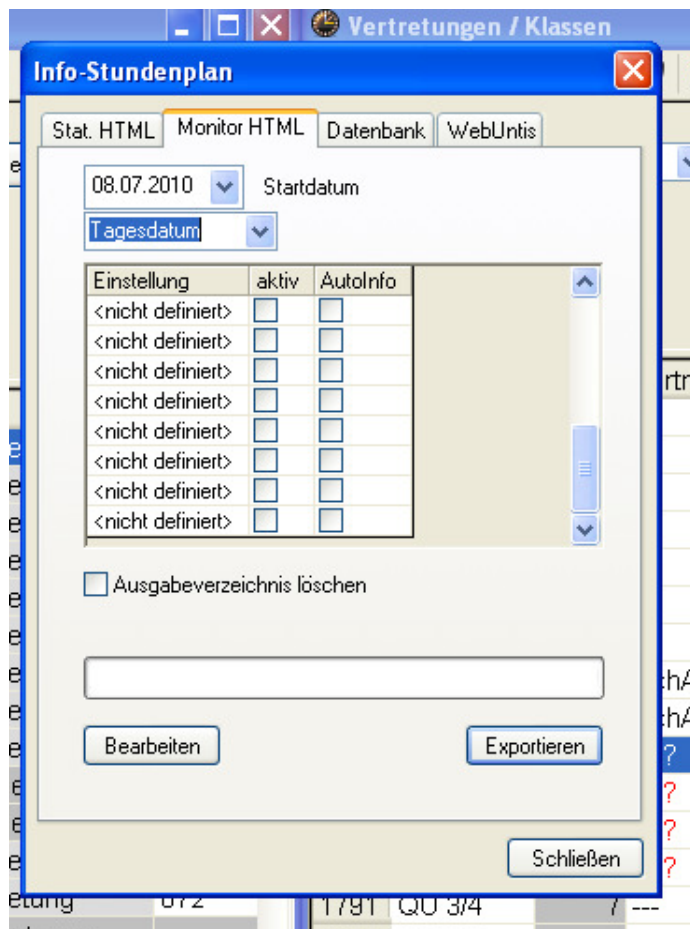 Vertretungen / Klassen
Info-Stundenplan
Stat. HTML Monitor HTML Datenbank WebUntis
08.07.2010 Startdatum
Tagesdatum
Einstellung aktiv AutoInfo
<nicht definiert>
<nicht definiert>
<nicht definiert>
<nicht definiert>
<nicht definiert>
<nicht definiert>
<nicht definiert>
<nicht definiert>
Ausgabeverzeichnis löschen
Bearbeiten Exportieren
?
?
?
?
Schließen
1791 QU 3/4 7 ---